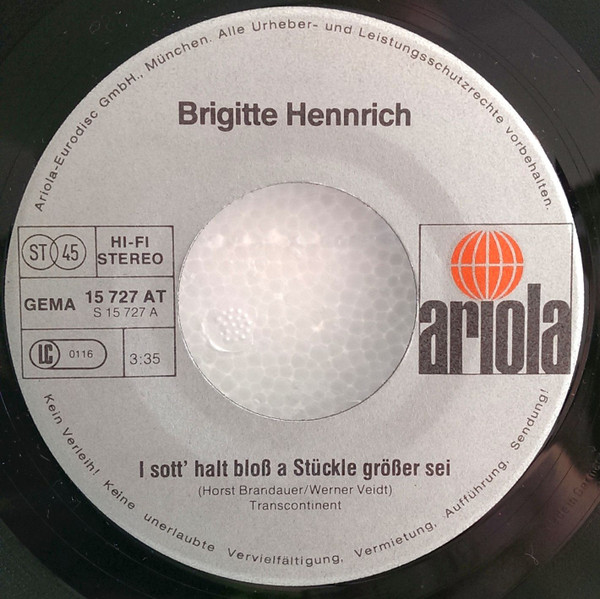 Ariola-Eurodisc GmbH., München. Alle Urheber- und Leistungsschutzrechte vorbehalten.
Brigitte Hennrich
ST 45
HI-FI
STEREO
GEMA
15 727 AT
S 15 727 A
LC 0116
3:35
ariola
I sott' halt bloß a Stückle größer sei
(Horst Brandauer/Werner Veidt)
Transcontinent
Kein Verleih! Keine unerlaubte Vervielfältigung, Vermietung, Aufführung, Sendung!